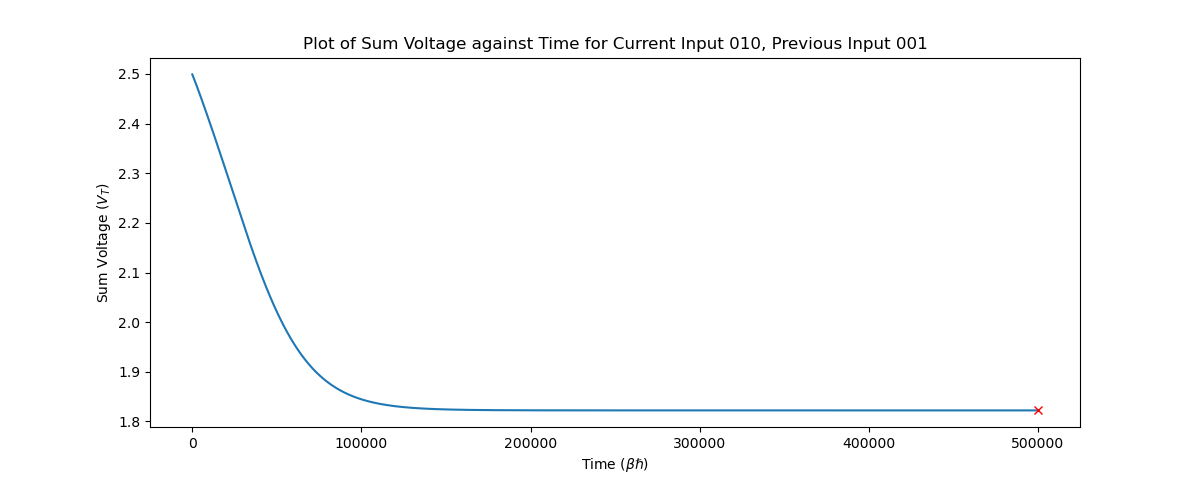 Plot of Sum Voltage against Time for Current Input 010, Previous Input 001
Sum Voltage (V_T)
2.5
2.4
2.3
2.2
2.1
2.0
1.9
1.8
0 100000 200000 300000 400000 500000
Time (βħ)